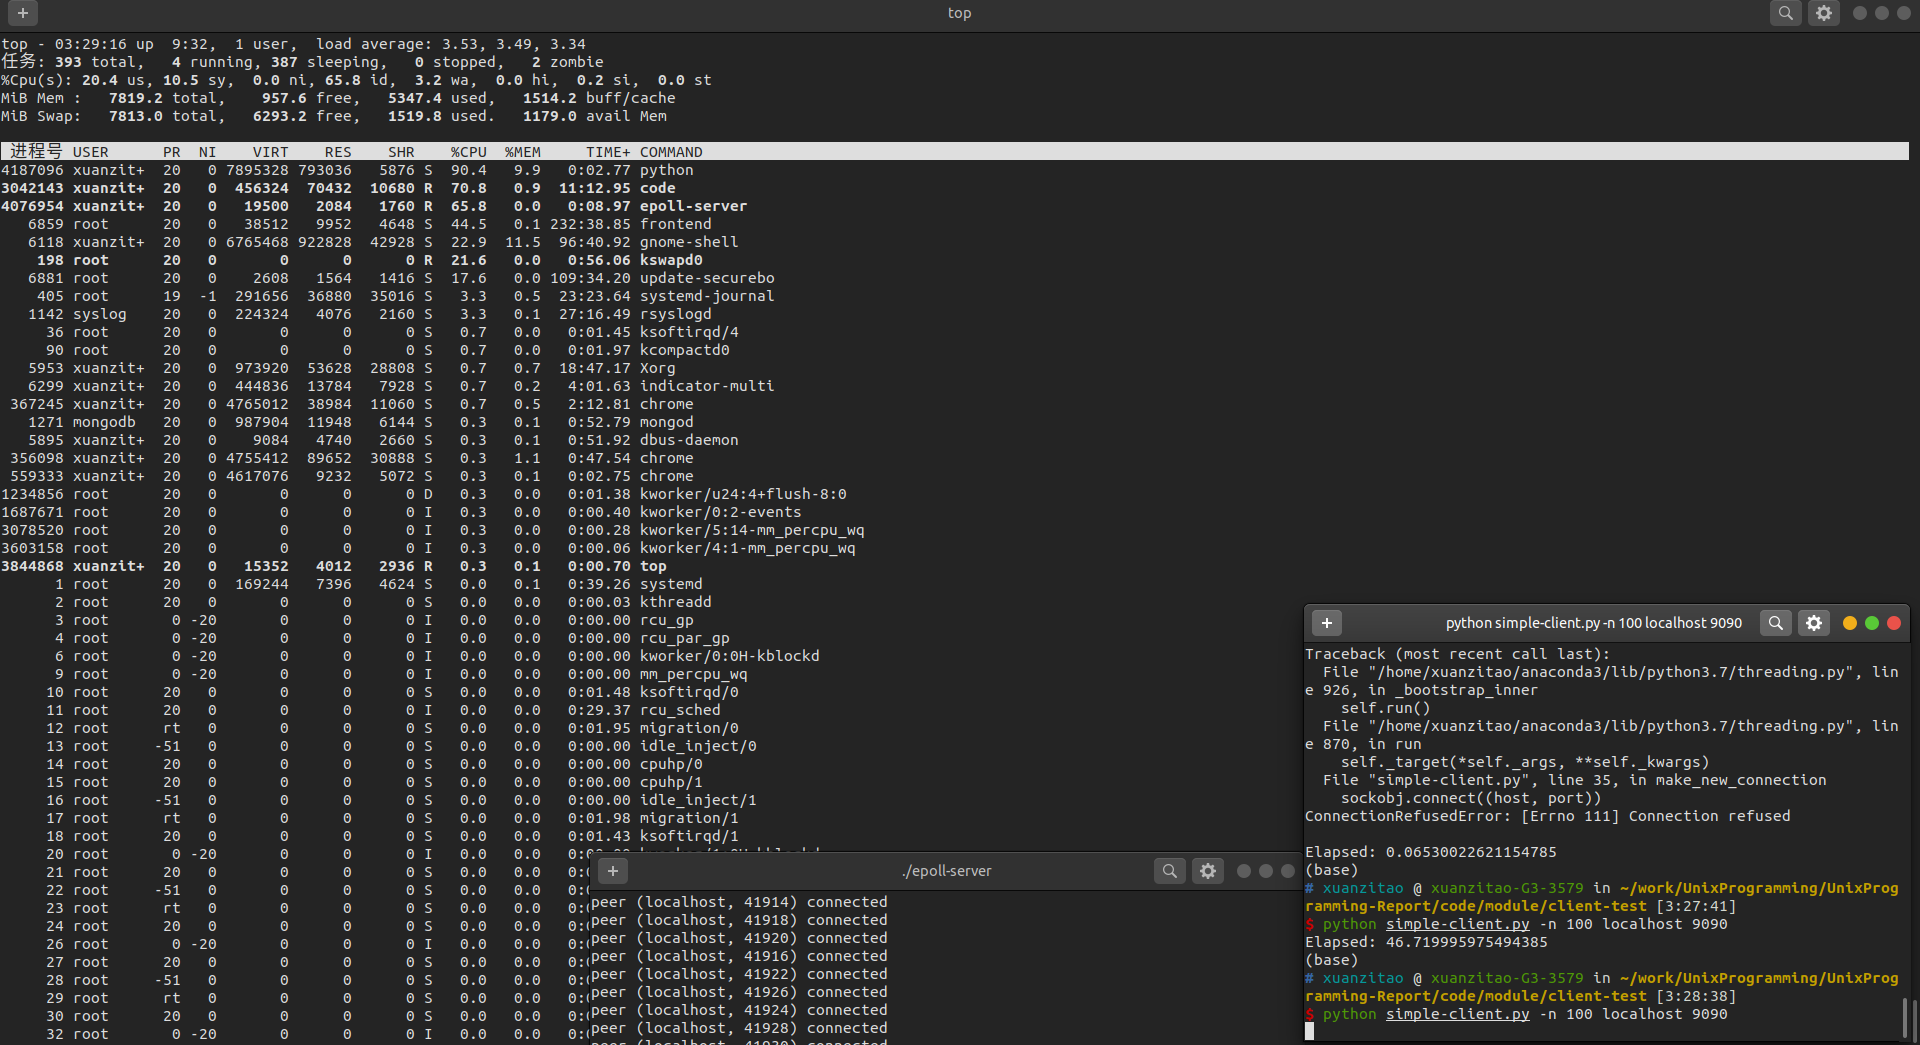 top
top - 03:29:16 up  9:32,  1 user,  load average: 3.53, 3.49, 3.34
任务: 393 total,   4 running, 387 sleeping,   0 stopped,   2 zombie
%Cpu(s): 20.4 us, 10.5 sy,  0.0 ni, 65.8 id,  3.2 wa,  0.0 hi,  0.2 si,  0.0 st
MiB Mem :   7819.2 total,    957.6 free,   5347.4 used,   1514.2 buff/cache
MiB Swap:   7813.0 total,   6293.2 free,   1519.8 used.   1179.0 avail Mem
进程号 USER      PR  NI    VIRT    RES    SHR    %CPU  %MEM     TIME+ COMMAND
4187096 xuanzit+  20   0 7895328 793036   5876 S  90.4   9.9   0:02.77 python
3042143 xuanzit+  20   0  456324  70432  10680 R  70.8   0.9  11:12.95 code
4076954 xuanzit+  20   0   19500   2084   1760 R  65.8   0.0   0:08.97 epoll-server
6859 root      20   0   38512   9952   4648 S  44.5   0.1 232:38.85 frontend
6118 xuanzit+  20   0 6765468 922828  42928 S  22.9  11.5  96:40.92 gnome-shell
198 root      20   0       0      0      0 R  21.6   0.0   0:56.06 kswapd0
6881 root      20   0    2608   1564   1416 S  17.6   0.0 109:34.20 update-securebo
405 root      19  -1  291656  36880  35016 S   3.3   0.5  23:23.64 systemd-journal
1142 syslog    20   0  224324   4076   2160 S   3.3   0.1  27:16.49 rsyslogd
36 root      20   0       0      0      0 S   0.7   0.0   0:01.45 ksoftirqd/4
90 root      20   0       0      0      0 S   0.7   0.0   0:01.97 kcompactd0
5953 xuanzit+  20   0  973920  53628  28808 S   0.7   0.7  18:47.17 Xorg
6299 xuanzit+  20   0  444836  13784   7928 S   0.7   0.2   4:01.63 indicator-multi
367245 xuanzit+  20   0 4765012  38984  11060 S   0.7   0.5   2:12.81 chrome
1271 mongodb   20   0  987904  11948   6144 S   0.3   0.1   0:52.79 mongod
5895 xuanzit+  20   0    9084   4740   2660 S   0.3   0.1   0:51.92 dbus-daemon
356098 xuanzit+  20   0 4755412  89652  30888 S   0.3   1.1   0:47.54 chrome
559333 xuanzit+  20   0 4617076   9232   5072 S   0.3   0.1   0:02.75 chrome
1234856 root      20   0       0      0      0 D   0.3   0.0   0:01.38 kworker/u24:4+flush-8:0
1687671 root      20   0       0      0      0 I   0.3   0.0   0:00.40 kworker/0:2-events
3078520 root      20   0       0      0      0 I   0.3   0.0   0:00.28 kworker/5:14-mm_percpu_wq
3603158 root      20   0       0      0      0 I   0.3   0.0   0:00.06 kworker/4:1-mm_percpu_wq
3844868 xuanzit+  20   0   15352   4012   2936 R   0.3   0.1   0:00.70 top
1 root      20   0  169244   7396   4624 S   0.0   0.1   0:39.26 systemd
2 root      20   0       0      0      0 S   0.0   0.0   0:00.03 kthreadd
3 root       0 -20       0      0      0 I   0.0   0.0   0:00.00 rcu_gp
4 root       0 -20       0      0      0 I   0.0   0.0   0:00.00 rcu_par_gp
6 root       0 -20       0      0      0 I   0.0   0.0   0:00.00 kworker/0:0H-kblockd
9 root       0 -20       0      0      0 I   0.0   0.0   0:00.00 mm_percpu_wq
10 root      20   0       0      0      0 S   0.0   0.0   0:01.48 ksoftirqd/0
11 root      20   0       0      0      0 I   0.0   0.0   0:29.37 rcu_sched
12 root      rt   0       0      0      0 S   0.0   0.0   0:01.95 migration/0
13 root     -51   0       0      0      0 S   0.0   0.0   0:00.00 idle_inject/0
14 root      20   0       0      0      0 S   0.0   0.0   0:00.00 cpuhp/0
15 root      20   0       0      0      0 S   0.0   0.0   0:00.00 cpuhp/1
16 root     -51   0       0      0      0 S   0.0   0.0   0:00.00 idle_inject/1
17 root      rt   0       0      0      0 S   0.0   0.0   0:01.98 migration/1
18 root      20   0       0      0      0 S   0.0   0.0   0:01.43 ksoftirqd/1
20 root       0 -20       0      0      0 I   0.0   0.0
21 root      20   0       0      0      0 S   0.0   0.0
22 root     -51   0       0      0      0 S   0.0   0.0
23 root      rt   0       0      0      0 S   0.0   0.0
24 root      20   0       0      0      0 S   0.0   0.0
26 root       0 -20       0      0      0 I   0.0   0.0
27 root      20   0       0      0      0 S   0.0   0.0
28 root     -51   0       0      0      0 S   0.0   0.0
29 root      rt   0       0      0      0 S   0.0   0.0
30 root      20   0       0      0      0 S   0.0   0.0
32 root       0 -20       0      0      0 I   0.0   0.0
./epoll-server
peer (localhost, 41914) connected
peer (localhost, 41918) connected
peer (localhost, 41920) connected
peer (localhost, 41916) connected
peer (localhost, 41922) connected
peer (localhost, 41926) connected
peer (localhost, 41924) connected
peer (localhost, 41928) connected
peer (localhost, 41930) connected
python simple-client.py -n 100 localhost 9090
Traceback (most recent call last):
  File "/home/xuanzitao/anaconda3/lib/python3.7/threading.py", lin
e 926, in _bootstrap_inner
    self.run()
  File "/home/xuanzitao/anaconda3/lib/python3.7/threading.py", lin
e 870, in run
    self._target(*self._args, **self._kwargs)
  File "simple-client.py", line 35, in make_new_connection
    sockobj.connect((host, port))
ConnectionRefusedError: [Errno 111] Connection refused
Elapsed: 0.06530022621154785
(base)
# xuanzitao @ xuanzitao-G3-3579 in ~/work/UnixProgramming/UnixProg
ramming-Report/code/module/client-test [3:27:41]
$ python simple-client.py -n 100 localhost 9090
Elapsed: 46.719995975494385
(base)
# xuanzitao @ xuanzitao-G3-3579 in ~/work/UnixProgramming/UnixProg
ramming-Report/code/module/client-test [3:28:38]
$ python simple-client.py -n 100 localhost 9090